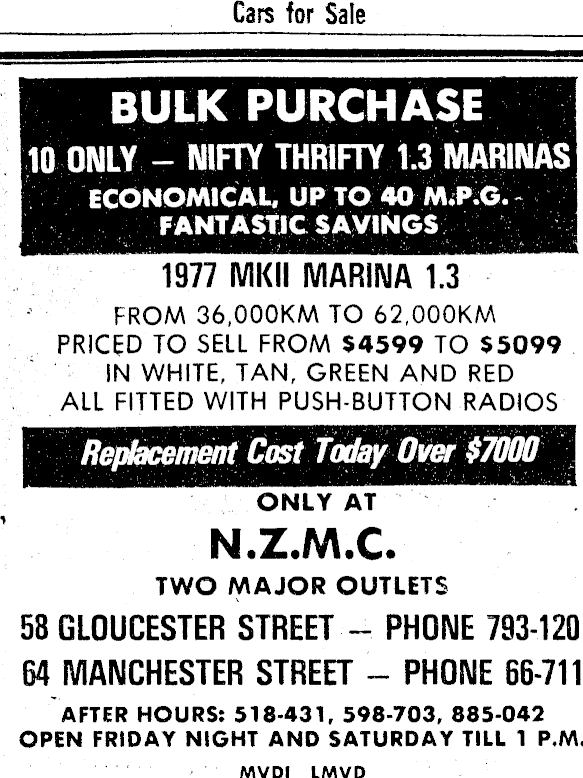 Cars for Sale
BULK PURCHASE
10 ONLY — NIFTY THRIFTY 1.3 MARINAS
ECONOMICAL, UP TO 40 M.P.G.
FANTASTIC SAVINGS
1977 MKII MARINA 1.3
FROM 36,000KM TO 62,000KM
PRICED TO SELL FROM $4599 TO $5099
IN WHITE, TAN, GREEN AND RED
ALL FITTED WITH PUSH-BUTTON RADIOS
Replacement Cost Today Over $7000
ONLY AT
N.Z.M.C.
TWO MAJOR OUTLETS
58 GLOUCESTER STREET — PHONE 793-120
64 MANCHESTER STREET — PHONE 66-711
AFTER HOURS: 518-431, 598-703, 885-042
OPEN FRIDAY NIGHT AND SATURDAY TILL 1 P.M.
MVDI LMVD